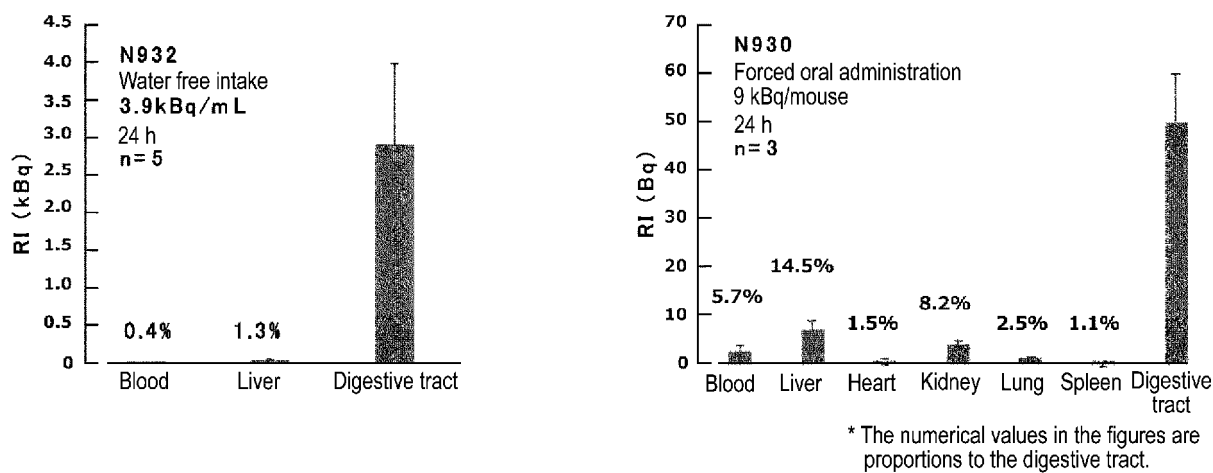 4.5
4.0
3.5
3.0
2.5
2.0
1.5
1.0
0.5
0
RI (kBq)
N932
Water free intake
3.9kBq/mL
24 h
n= 5
0.4%
1.3%
Blood
Liver
Digestive tract
70
60
50
40
30
20
10
0
RI (Bq)
N930
Forced oral administration
9 kBq/mouse
24 h
n= 3
5.7%
14.5%
1.5%
8.2%
2.5%
1.1%
Blood
Liver
Heart
Kidney
Lung
Spleen
Digestive
tract
* The numerical values in the figures are
proportions to the digestive tract.